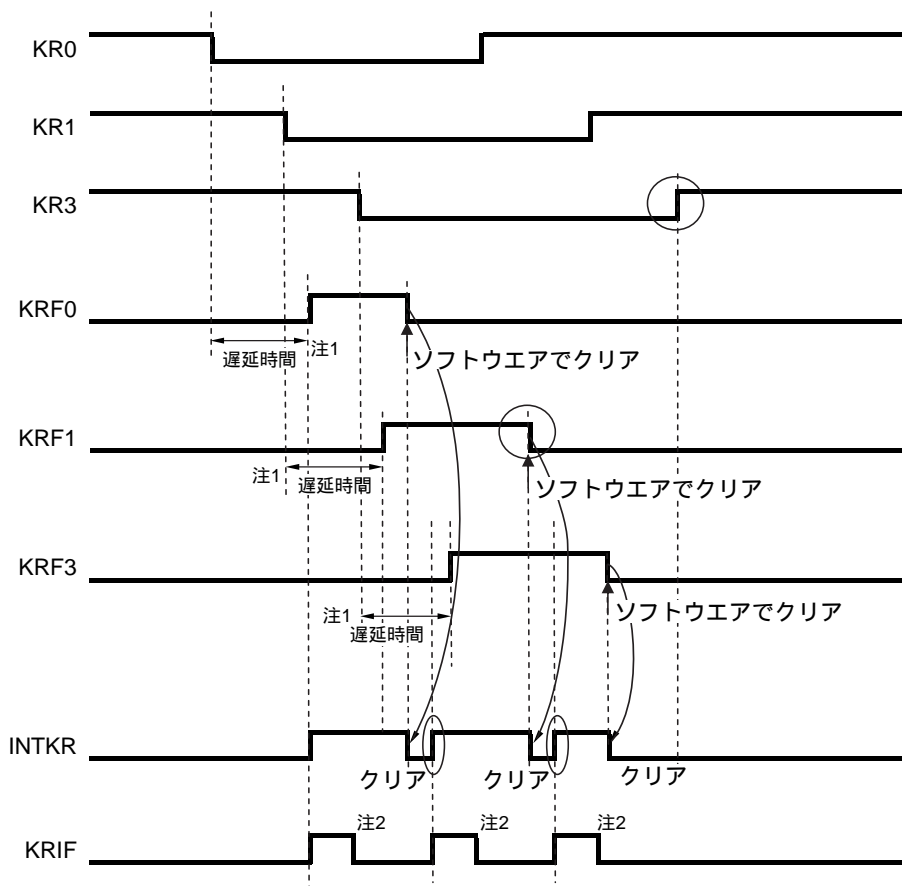 KR0
KR1
KR3
KRF0
遅延時間 注1
ソフトウエアでクリア
KRF1
注1 遅延時間
ソフトウエアでクリア
KRF3
注1
遅延時間
ソフトウエアでクリア
INTKR
クリア クリア クリア
KRIF
注2 注2 注2